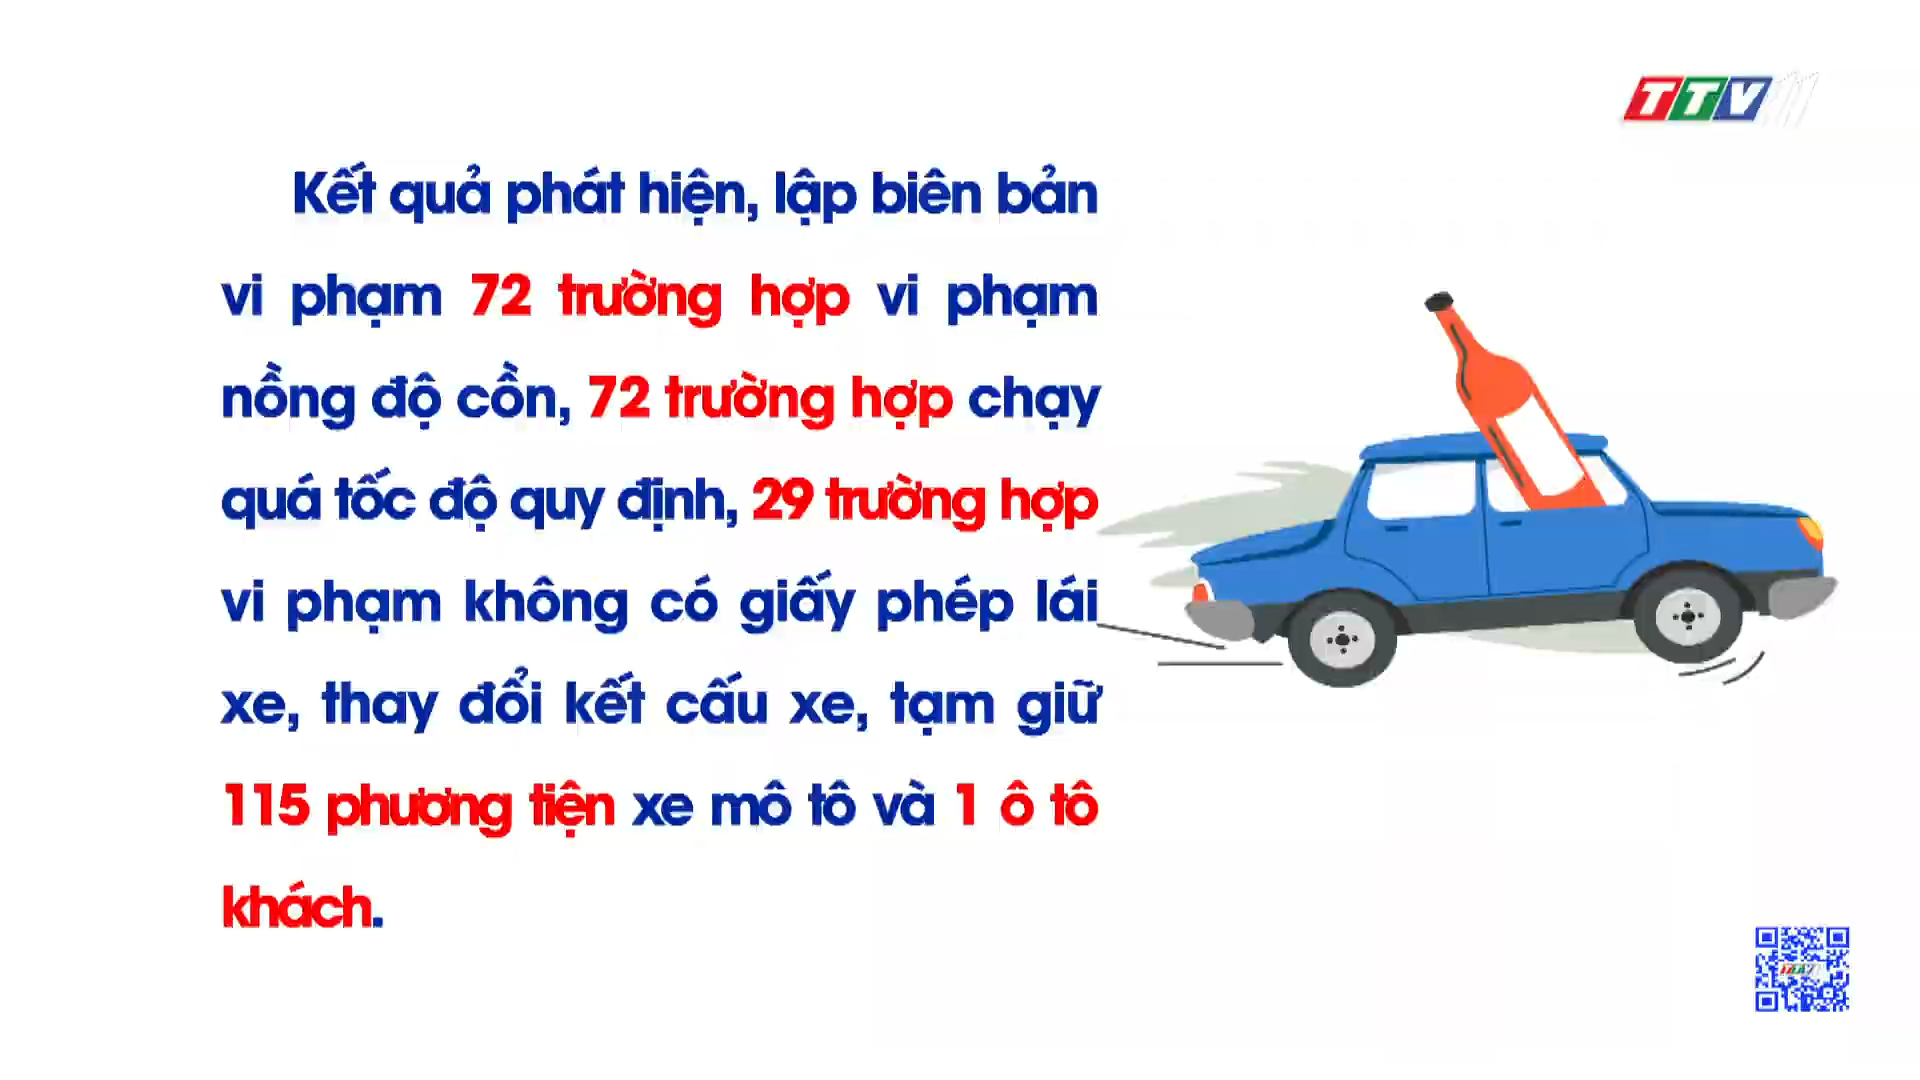 TTV11
Kết quả phát hiện, lập biên bản
vi phạm 72 trường hợp vi phạm
nồng độ cồn, 72 trường hợp chạy
quá tốc độ quy định, 29 trường hợp
vi phạm không có giấy phép lái
xe, thay đổi kết cấu xe, tạm giữ
115 phương tiện xe mô tô và 1 ô tô
khách.